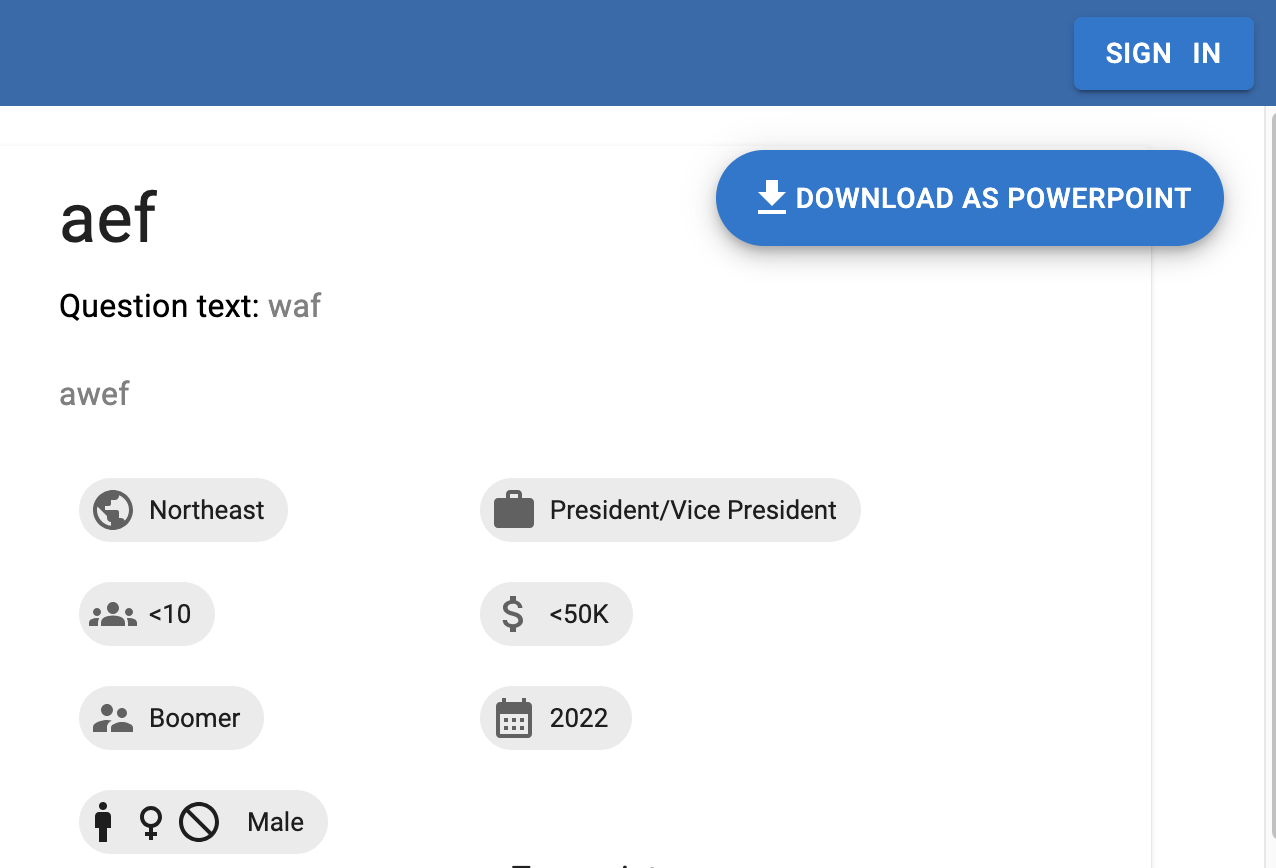 SIGN IN
DOWNLOAD AS POWERPOINT
aef
Question text: waf
awef
Northeast
President/Vice President
<10
<50K
Boomer
2022
Male